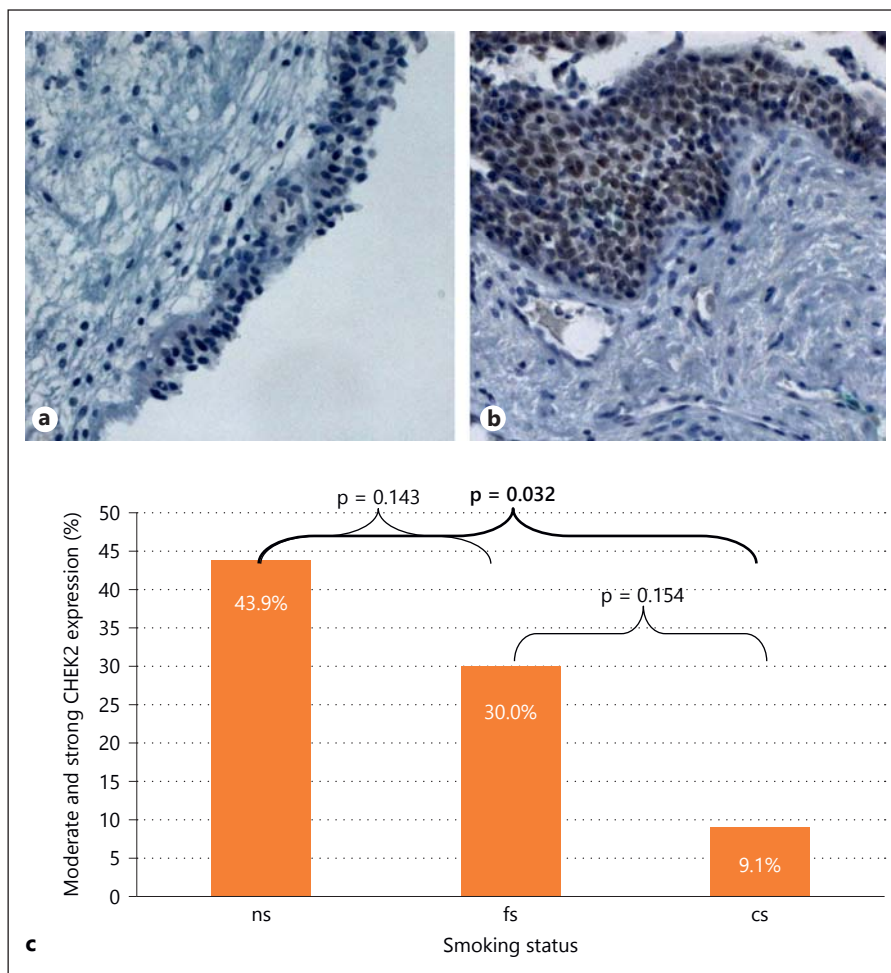 a
b
p = 0.143
p = 0.032
p = 0.154
Moderate and strong CHEK2 expression (%)
50
45
40
35
30
25
20
15
10
5
0
43.9%
30.0%
9.1%
ns
fs
cs
c
Smoking status